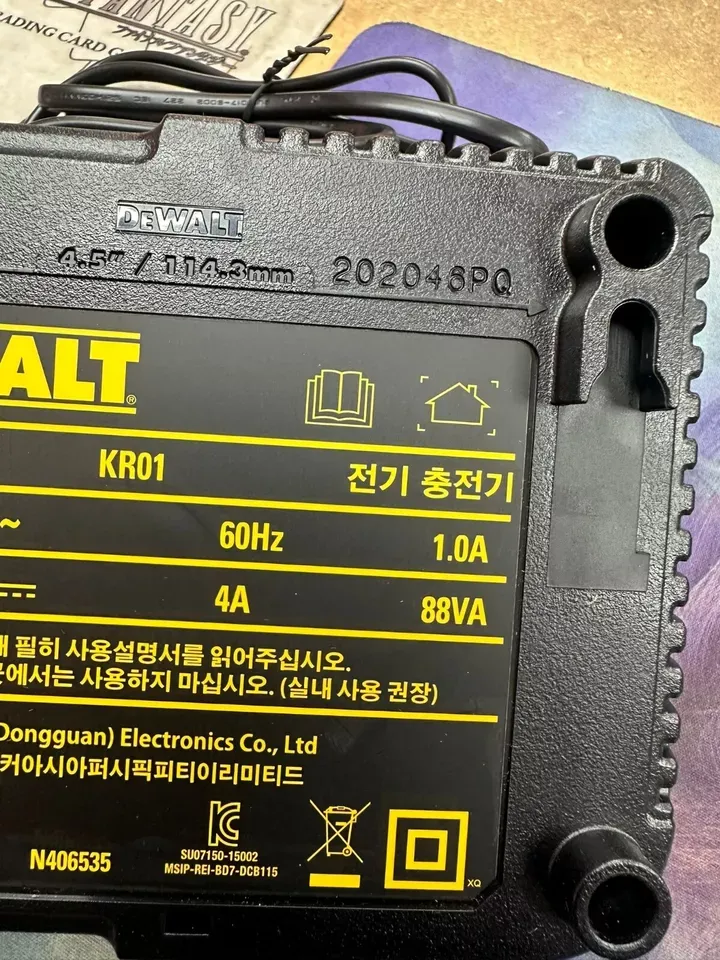 FANTASY
TRADING CARD G
DEWALT
4.5" / 114.3mm 202046PQ
ALT®
KR01 전기 충전기
~ 60Hz 1.0A
4A 88VA
필히 사용설명서를 읽어주십시오.
곳에서는 사용하지 마십시오. (실내 사용 권장)
Dongguan) Electronics Co., Ltd
커아시아퍼시픽피티이리미티드
N406535
SU07150-15002
MSIP-REI-BD7-DCB115
XQ